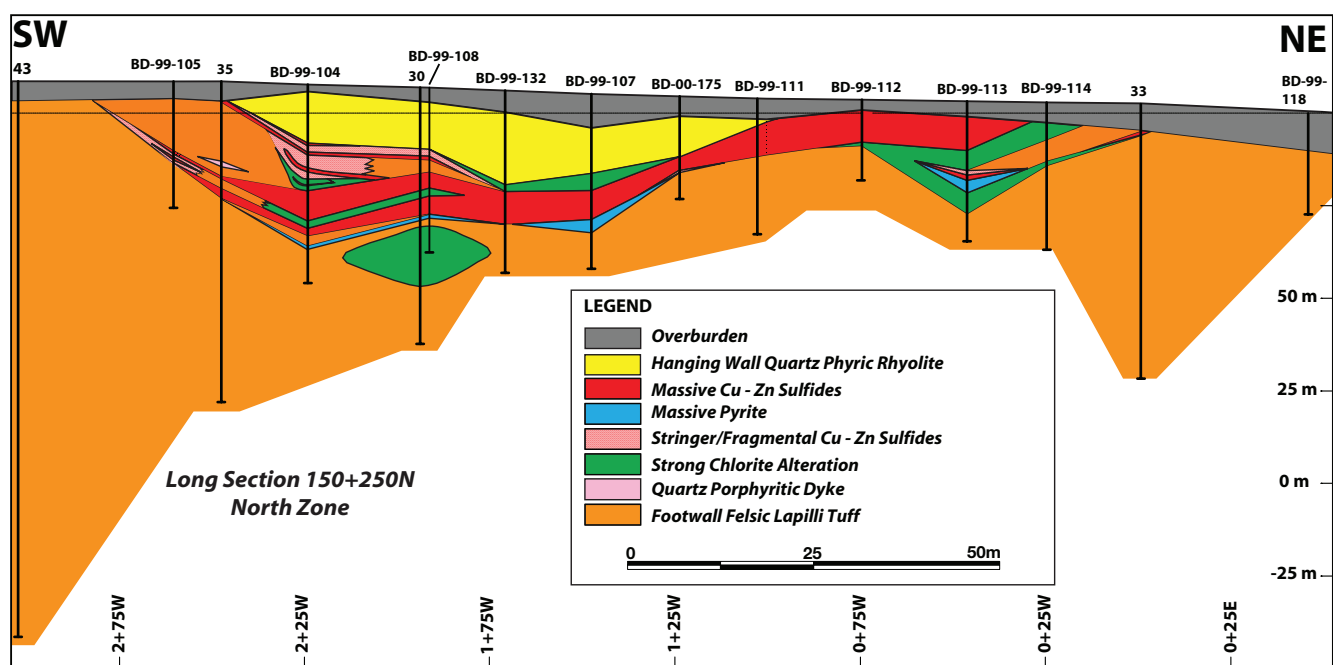 SW
NE
43
BD-99-105
35
BD-99-104
30
BD-99-108
BD-99-132
BD-99-107
BD-00-175
BD-99-111
BD-99-112
BD-99-113
BD-99-114
33
BD-99-
118
LEGEND
Overburden
Hanging Wall Quartz Phyric Rhyolite
Massive Cu - Zn Sulfides
Massive Pyrite
Stringer/Fragmental Cu - Zn Sulfides
Strong Chlorite Alteration
Quartz Porphyritic Dyke
Footwall Felsic Lapilli Tuff
0 25 50m
50 m
25 m
0 m
-25 m
Long Section 150+250N
North Zone
2+75W
2+25W
1+75W
1+25W
0+75W
0+25W
0+25E